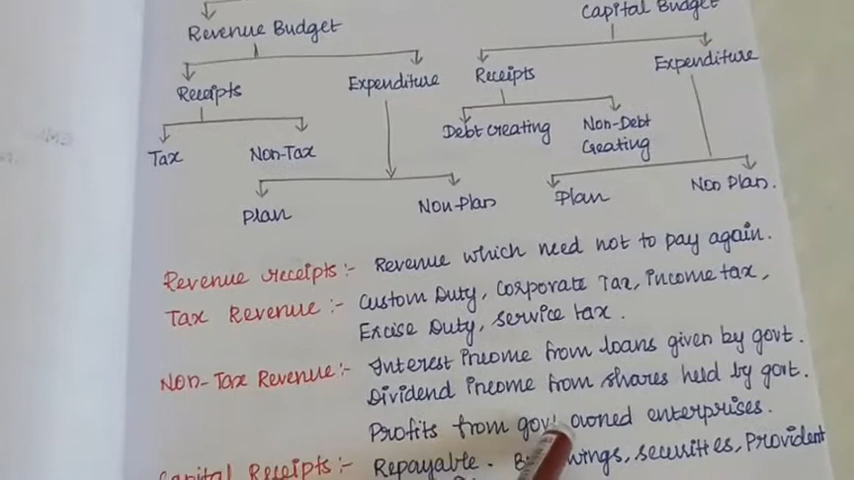 Revenue Budget
Capital Budget
Receipts
Expenditure
Receipts
Expenditure
Tax
Non-Tax
Debt creating
Non-Debt
Creating
Plan
Non-Plan
Plan
Non Plan.
Revenue receipts :- Revenue which need not to pay again.
Tax Revenue :- Custom Duty, Corporate Tax, income tax,
Excise Duty, service tax.
Non-Tax Revenue :- Interest income from loans given by govt.
Dividend income from shares held by govt.
Profits from govt owned enterprises.
Capital Receipts :- Repayable. securities, Provident